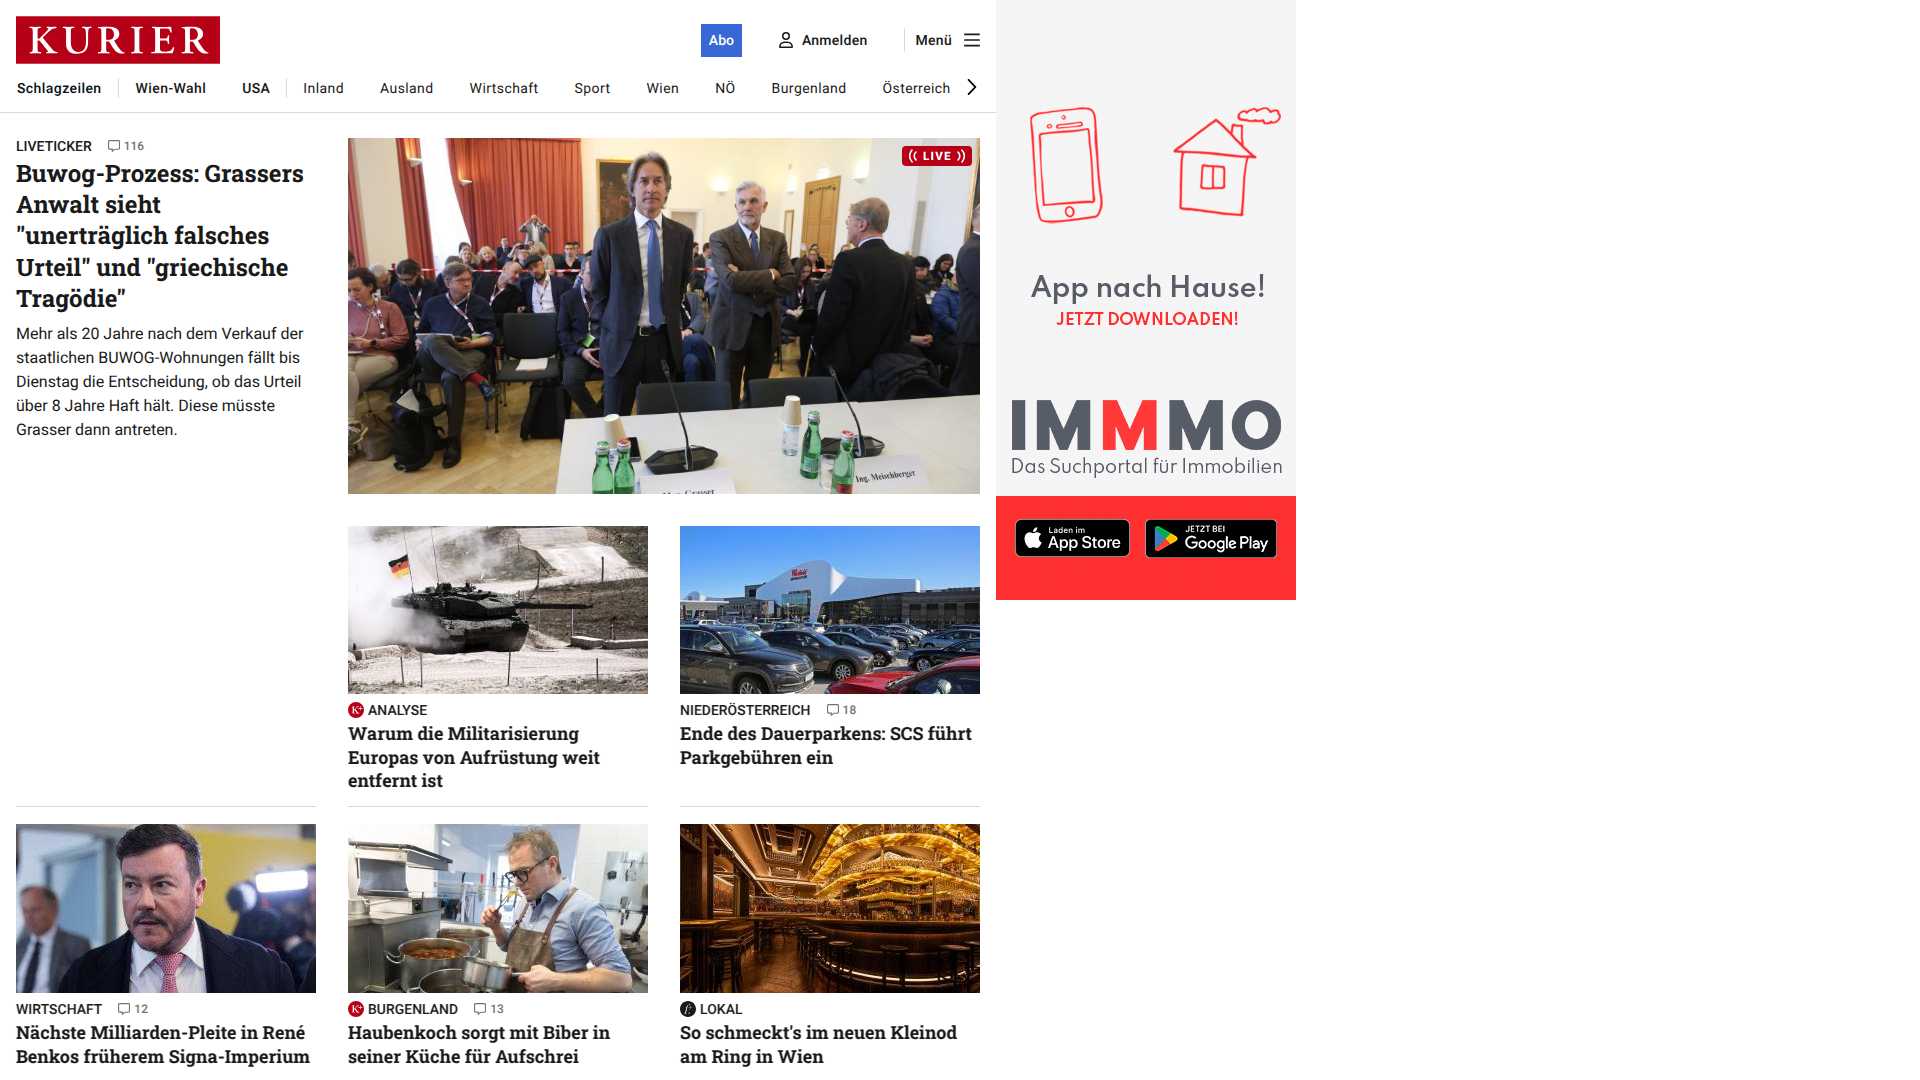 KURIER
Abo
Anmelden
Menü
Schlagzeilen
Wien-Wahl
USA
Inland
Ausland
Wirtschaft
Sport
Wien
NÖ
Burgenland
Österreich
LIVETICKER 116
Buwog-Prozess: Grassers
Anwalt sieht
"unerträglich falsches
Urteil" und "griechische
Tragödie"
Mehr als 20 Jahre nach dem Verkauf der
staatlichen BUWOG-Wohnungen fällt bis
Dienstag die Entscheidung, ob das Urteil
über 8 Jahre Haft hält. Diese müsste
Grasser dann antreten.
LIVE
Ing. Meischberger
K+ ANALYSE
Warum die Militarisierung
Europas von Aufrüstung weit
entfernt ist
NIEDERÖSTERREICH 18
Ende des Dauerparkens: SCS führt
Parkgebühren ein
WIRTSCHAFT 12
Nächste Milliarden-Pleite in René
Benkos früherem Signa-Imperium
K+ BURGENLAND 13
Haubenkoch sorgt mit Biber in
seiner Küche für Aufschrei
LOKAL
So schmeckt's im neuen Kleinod
am Ring in Wien
App nach Hause!
JETZT DOWNLOADEN!
IMMMO
Das Suchportal für Immobilien
Laden im
App Store
JETZT BEI
Google Play